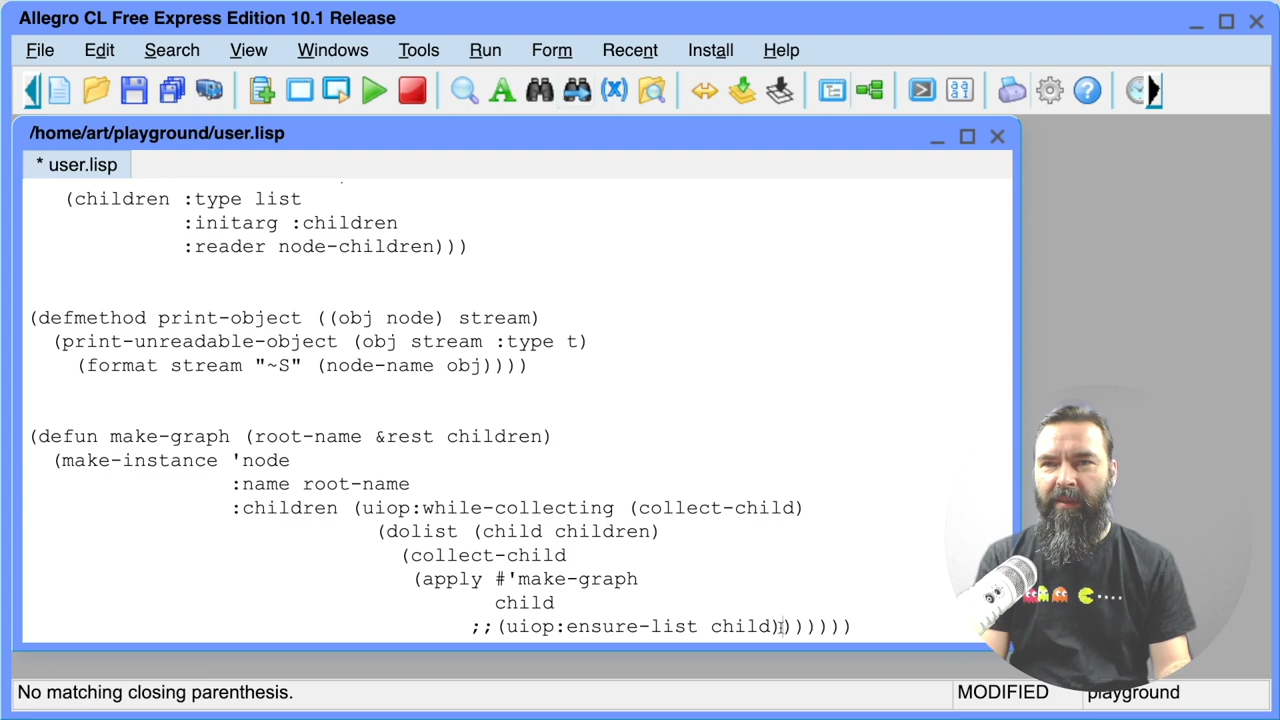 Allegro CL Free Express Edition 10.1 Release
File Edit Search View Windows Tools Run Form Recent Install Help
/home/art/playground/user.lisp
* user.lisp
(children :type list
:initarg :children
:reader node-children)))
(defmethod print-object ((obj node) stream)
(print-unreadable-object (obj stream :type t)
(format stream "~S" (node-name obj))))
(defun make-graph (root-name &rest children)
(make-instance 'node
:name root-name
:children (uiop:while-collecting (collect-child)
(dolist (child children)
(collect-child
(apply #'make-graph
child
;;(uiop:ensure-list child)))))))
No matching closing parenthesis. MODIFIED playground